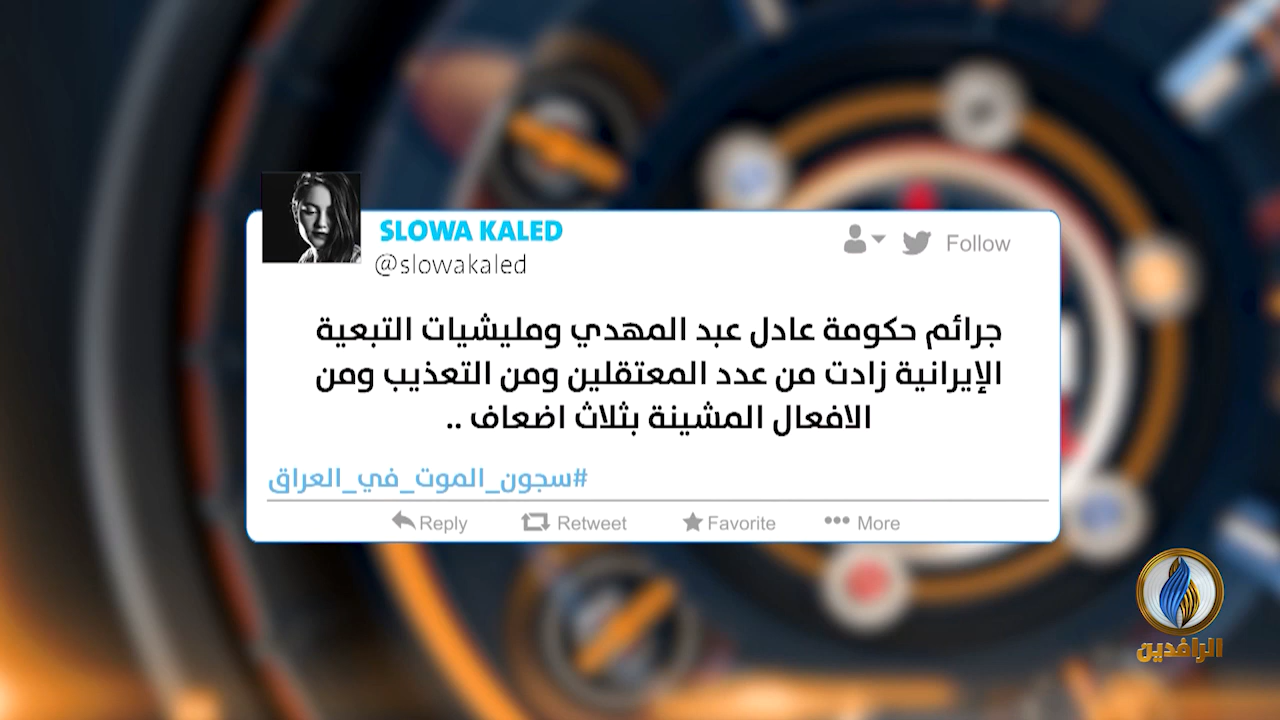 SLOWA KALED
@slowakaled
Follow
جرائم حكومة عادل عبد المهدي ومليشيات التبعية
الإيرانية زادت من عدد المعتقلين ومن التعذيب ومن
الافعال المشينة بثلاث اضعاف ..
#سجون_الموت_في_العراق
Reply Retweet Favorite More
الرافدين